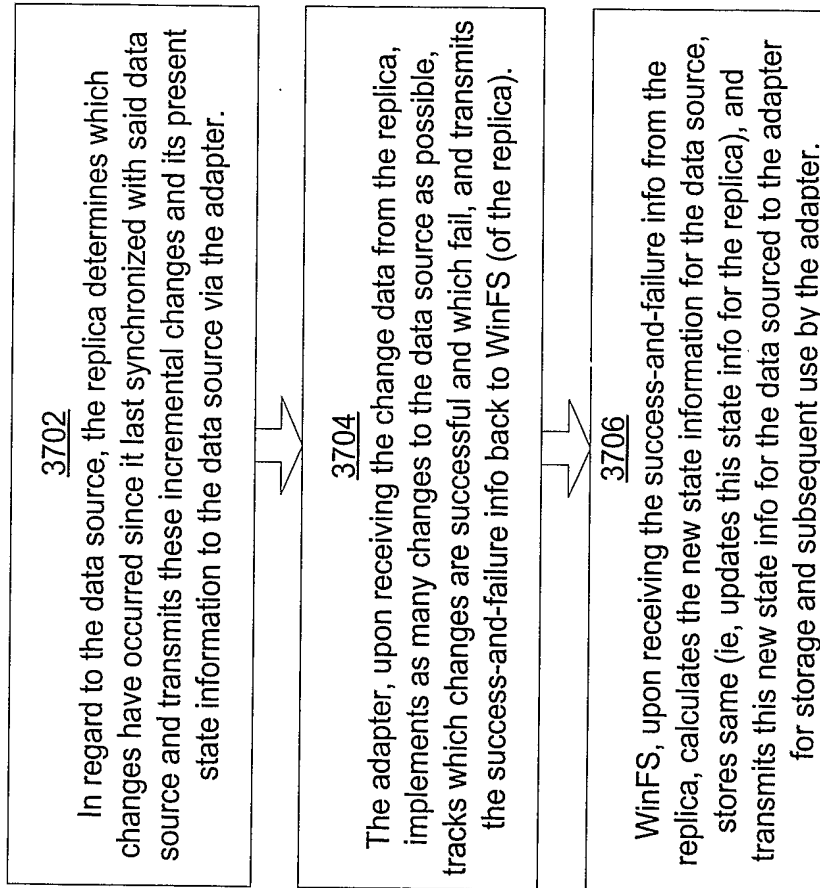 3702
In regard to the data source, the replica determines which
changes have occurred since it last synchronized with said data
source and transmits these incremental changes and its present
state information to the data source via the adapter.
3704
The adapter, upon receiving the change data from the replica,
implements as many changes to the data source as possible,
tracks which changes are successful and which fail, and transmits
the success-and-failure info back to WinFS (of the replica).
3706
WinFS, upon receiving the success-and-failure info from the
replica, calculates the new state information for the data source,
stores same (ie, updates this state info for the replica), and
transmits this new state info for the data sourced to the adapter
for storage and subsequent use by the adapter.